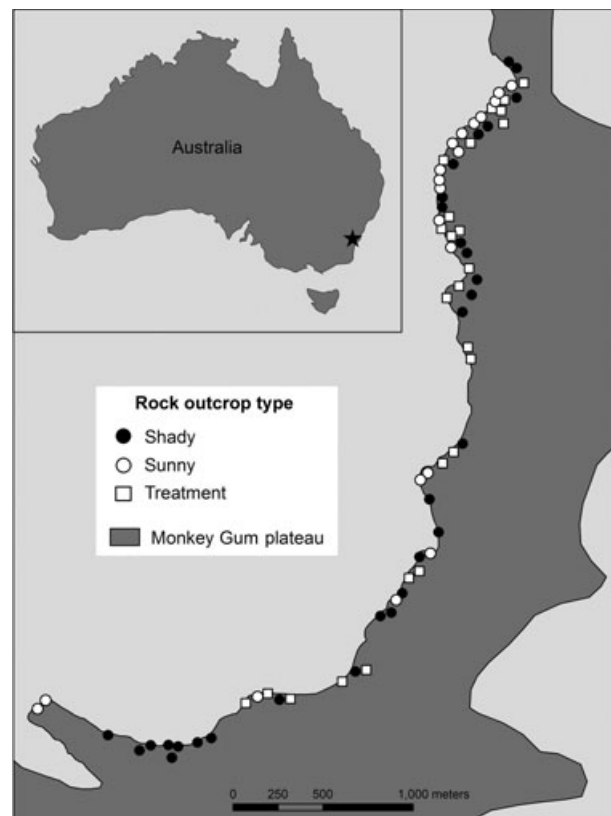 Australia
Rock outcrop type
Shady
Sunny
Treatment
Monkey Gum plateau
0 250 500 1,000 meters